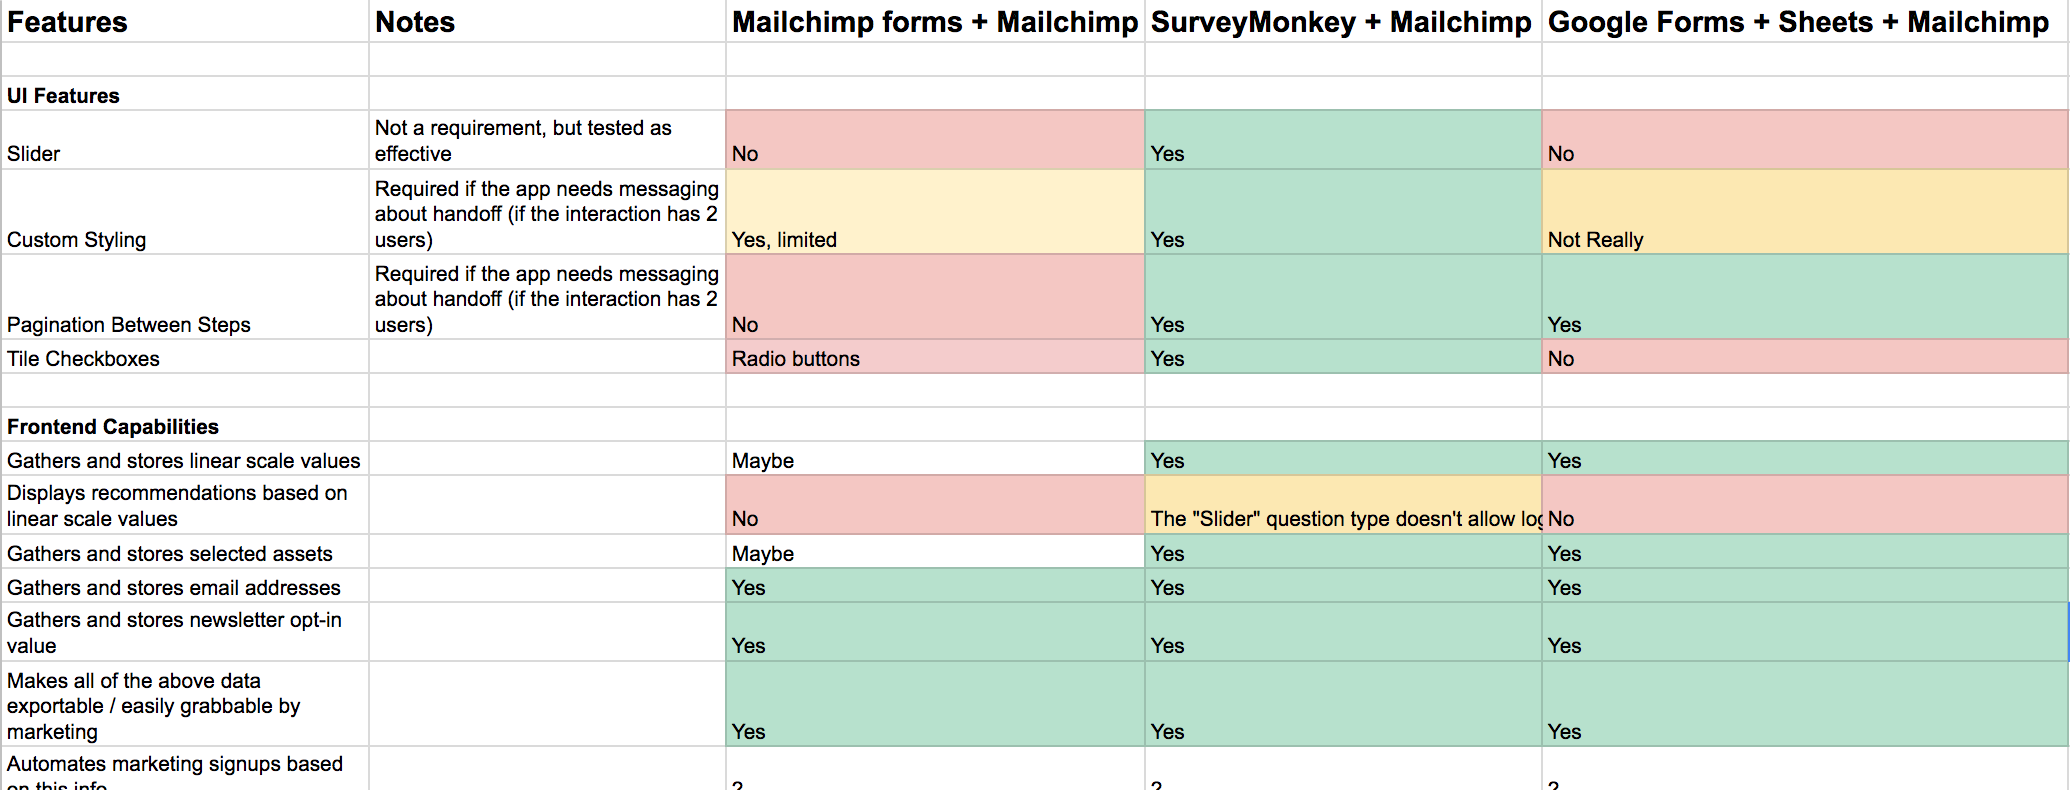 Features Notes Mailchimp forms + Mailchimp SurveyMonkey + Mailchimp Google Forms + Sheets + Mailchimp
UI Features
Slider
Not a requirement, but tested as
effective
No
Yes
No
Custom Styling
Required if the app needs messaging
about handoff (if the interaction has 2
users)
Yes, limited
Yes
Not Really
Pagination Between Steps
Required if the app needs messaging
about handoff (if the interaction has 2
users)
No
Yes
Yes
Tile Checkboxes
Radio buttons
Yes
No
Frontend Capabilities
Gathers and stores linear scale values
Maybe
Yes
Yes
Displays recommendations based on
linear scale values
No
The "Slider" question type doesn't allow
No
Gathers and stores selected assets
Maybe
Yes
Yes
Gathers and stores email addresses
Yes
Yes
Yes
Gathers and stores newsletter opt-in
value
Yes
Yes
Yes
Makes all of the above data
exportable / easily grabbable by
marketing
Yes
Yes
Yes
Automates marketing signups based
on this info
?
?
?